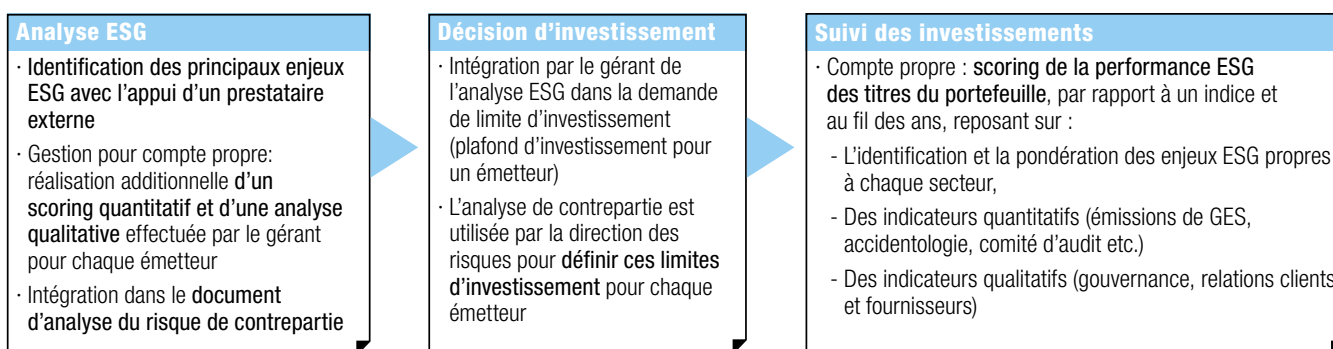 Analyse ESG
· Identification des principaux enjeux
ESG avec l'appui d'un prestataire
externe
· Gestion pour compte propre:
réalisation additionnelle d'un
scoring quantitatif et d'une analyse
qualitative effectuée par le gérant
pour chaque émetteur
· Intégration dans le document
d'analyse du risque de contrepartie
Décision d'investissement
· Intégration par le gérant de
l'analyse ESG dans la demande
de limite d'investissement
(plafond d'investissement pour
un émetteur)
· L'analyse de contrepartie est
utilisée par la direction des
risques pour définir ces limites
d'investissement pour chaque
émetteur
Suivi des investissements
· Compte propre : scoring de la performance ESG
des titres du portefeuille, par rapport à un indice et
au fil des ans, reposant sur :
- L'identification et la pondération des enjeux ESG propres
à chaque secteur,
- Des indicateurs quantitatifs (émissions de GES,
accidentologie, comité d'audit etc.)
- Des indicateurs qualitatifs (gouvernance, relations clients
et fournisseurs)